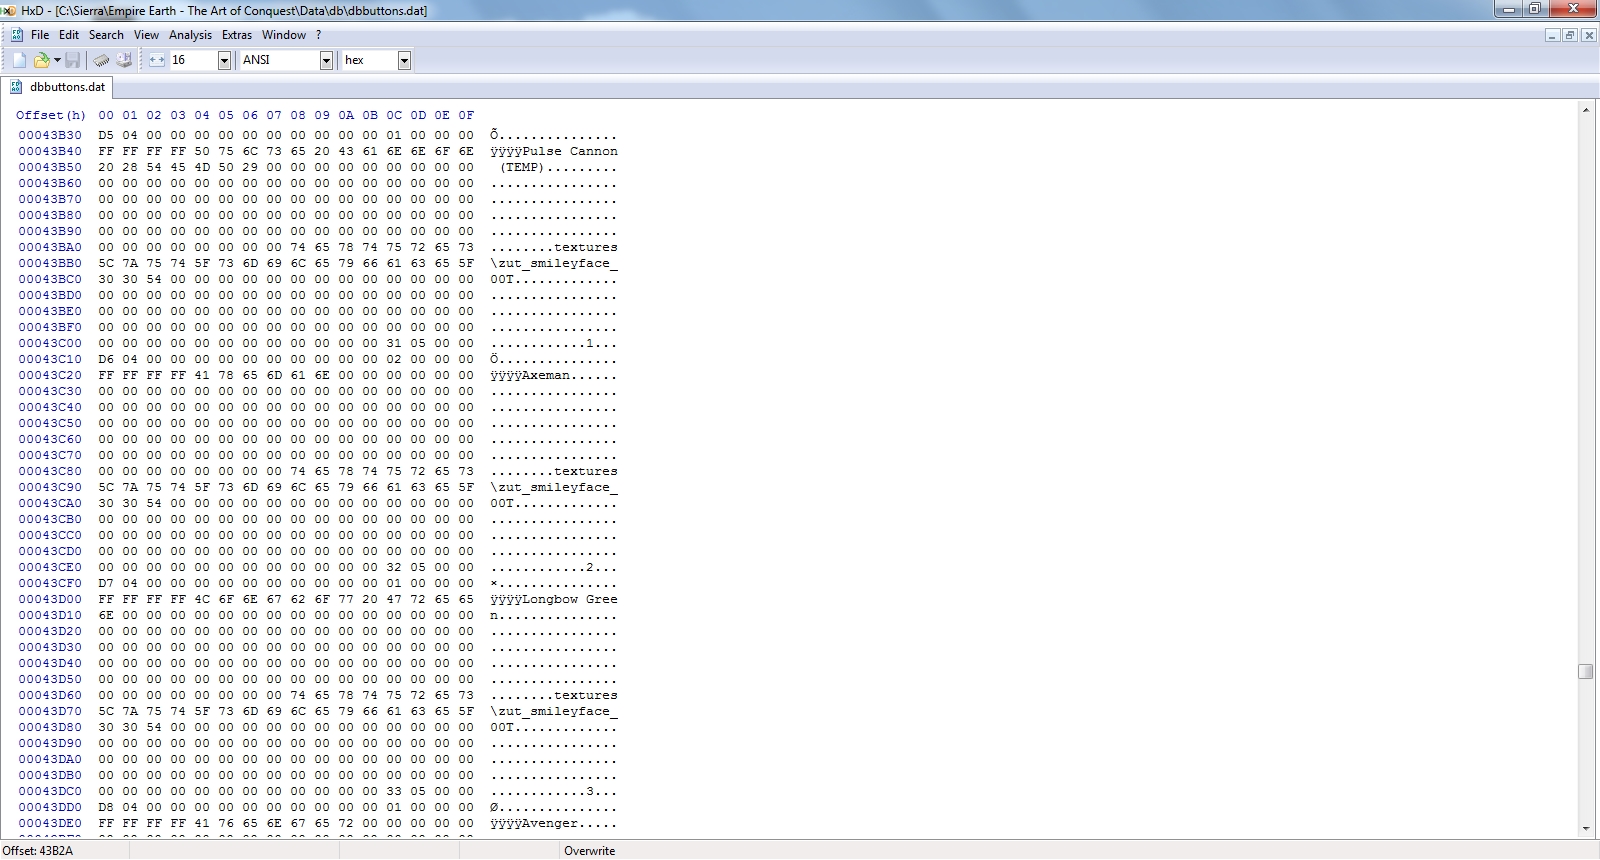 HxD - [C:\Sierra\Empire Earth - The Art of Conquest\Data\db\dbbuttons.dat]
File Edit Search View Analysis Extras Window ?
16 ANSI hex
dbbuttons.dat
Offset(h) 00 01 02 03 04 05 06 07 08 09 0A 0B 0C 0D 0E 0F
00043B30 D5 04 00 00 00 00 00 00 00 00 00 00 01 00 00 00 Õ...............
00043B40 FF FF FF FF 50 75 6C 73 65 20 43 61 6E 6E 6F 6E ÿÿÿÿPulse Cannon
00043B50 20 28 54 45 4D 50 29 00 00 00 00 00 00 00 00 00  (TEMP).........
00043B60 00 00 00 00 00 00 00 00 00 00 00 00 00 00 00 00 ................
00043B70 00 00 00 00 00 00 00 00 00 00 00 00 00 00 00 00 ................
00043B80 00 00 00 00 00 00 00 00 00 00 00 00 00 00 00 00 ................
00043B90 00 00 00 00 00 00 00 00 00 00 00 00 00 00 00 00 ................
00043BA0 00 00 00 00 00 00 00 00 74 65 78 74 75 72 65 73 ........textures
00043BB0 5C 7A 75 74 5F 73 6D 69 6C 65 79 66 61 63 65 5F \zut_smileyface_
00043BC0 30 30 54 00 00 00 00 00 00 00 00 00 00 00 00 00 00T.............
00043BD0 00 00 00 00 00 00 00 00 00 00 00 00 00 00 00 00 ................
00043BE0 00 00 00 00 00 00 00 00 00 00 00 00 00 00 00 00 ................
00043BF0 00 00 00 00 00 00 00 00 00 00 00 00 00 00 00 00 ................
00043C00 00 00 00 00 00 00 00 00 00 00 00 00 31 05 00 00 ............1...
00043C10 D6 04 00 00 00 00 00 00 00 00 00 00 02 00 00 00 Ö...............
00043C20 FF FF FF FF 41 78 65 6D 61 6E 00 00 00 00 00 00 ÿÿÿÿAxeman......
00043C30 00 00 00 00 00 00 00 00 00 00 00 00 00 00 00 00 ................
00043C40 00 00 00 00 00 00 00 00 00 00 00 00 00 00 00 00 ................
00043C50 00 00 00 00 00 00 00 00 00 00 00 00 00 00 00 00 ................
00043C60 00 00 00 00 00 00 00 00 00 00 00 00 00 00 00 00 ................
00043C70 00 00 00 00 00 00 00 00 00 00 00 00 00 00 00 00 ................
00043C80 00 00 00 00 00 00 00 00 74 65 78 74 75 72 65 73 ........textures
00043C90 5C 7A 75 74 5F 73 6D 69 6C 65 79 66 61 63 65 5F \zut_smileyface_
00043CA0 30 30 54 00 00 00 00 00 00 00 00 00 00 00 00 00 00T.............
00043CB0 00 00 00 00 00 00 00 00 00 00 00 00 00 00 00 00 ................
00043CC0 00 00 00 00 00 00 00 00 00 00 00 00 00 00 00 00 ................
00043CD0 00 00 00 00 00 00 00 00 00 00 00 00 00 00 00 00 ................
00043CE0 00 00 00 00 00 00 00 00 00 00 00 00 32 05 00 00 ............2...
00043CF0 D7 04 00 00 00 00 00 00 00 00 00 00 01 00 00 00 ×...............
00043D00 FF FF FF FF 4C 6F 6E 67 62 6F 77 20 47 72 65 65 ÿÿÿÿLongbow Gree
00043D10 6E 00 00 00 00 00 00 00 00 00 00 00 00 00 00 00 n...............
00043D20 00 00 00 00 00 00 00 00 00 00 00 00 00 00 00 00 ................
00043D30 00 00 00 00 00 00 00 00 00 00 00 00 00 00 00 00 ................
00043D40 00 00 00 00 00 00 00 00 00 00 00 00 00 00 00 00 ................
00043D50 00 00 00 00 00 00 00 00 00 00 00 00 00 00 00 00 ................
00043D60 00 00 00 00 00 00 00 00 74 65 78 74 75 72 65 73 ........textures
00043D70 5C 7A 75 74 5F 73 6D 69 6C 65 79 66 61 63 65 5F \zut_smileyface_
00043D80 30 30 54 00 00 00 00 00 00 00 00 00 00 00 00 00 00T.............
00043D90 00 00 00 00 00 00 00 00 00 00 00 00 00 00 00 00 ................
00043DA0 00 00 00 00 00 00 00 00 00 00 00 00 00 00 00 00 ................
00043DB0 00 00 00 00 00 00 00 00 00 00 00 00 00 00 00 00 ................
00043DC0 00 00 00 00 00 00 00 00 00 00 00 00 33 05 00 00 ............3...
00043DD0 D8 04 00 00 00 00 00 00 00 00 00 00 01 00 00 00 Ø...............
00043DE0 FF FF FF FF 41 76 65 6E 67 65 72 00 00 00 00 00 ÿÿÿÿAvenger.....
Offset: 43B2A Overwrite